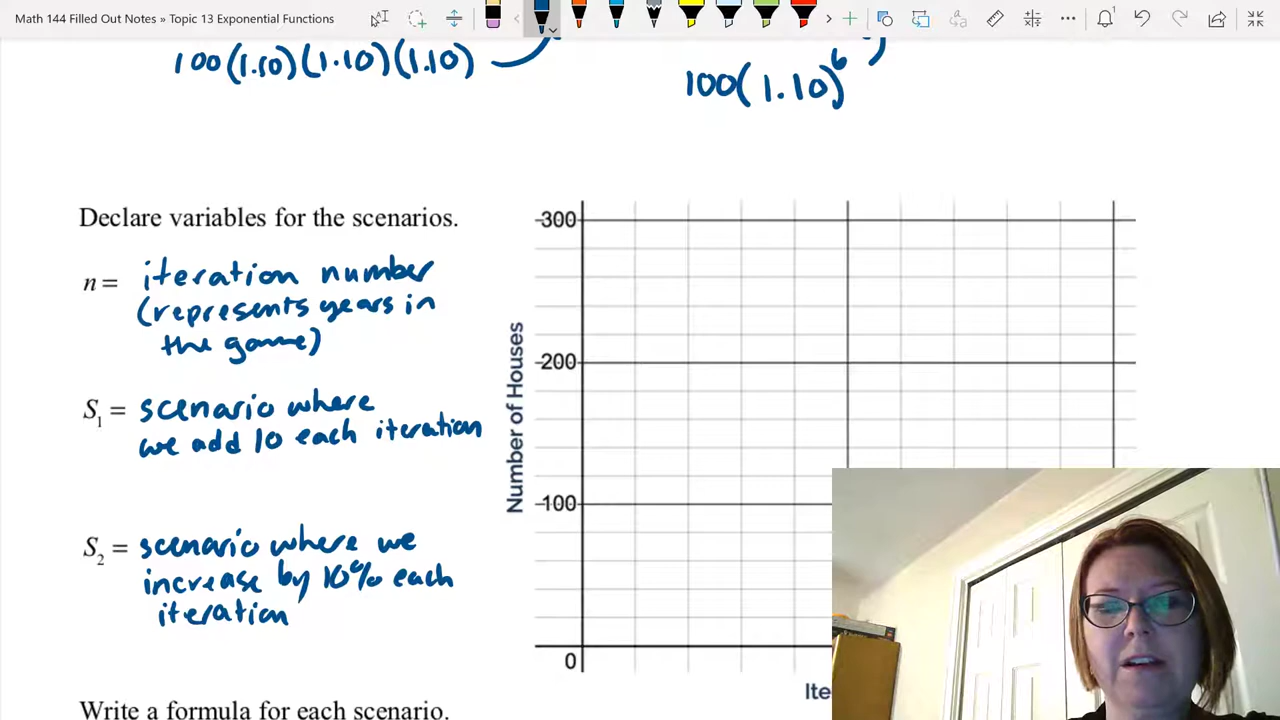 Math 144 Filled Out Notes » Topic 13 Exponential Functions
100(1.10)(1.10)(1.10)
100(1.10)^6
Declare variables for the scenarios.
n = iteration number
(represents years in
the game)
S₁ = scenario where
we add 10 each iteration
S₂ = scenario where we
increase by 10% each
iteration
Write a formula for each scenario.
300
200
100
0
Number of Houses
Ite